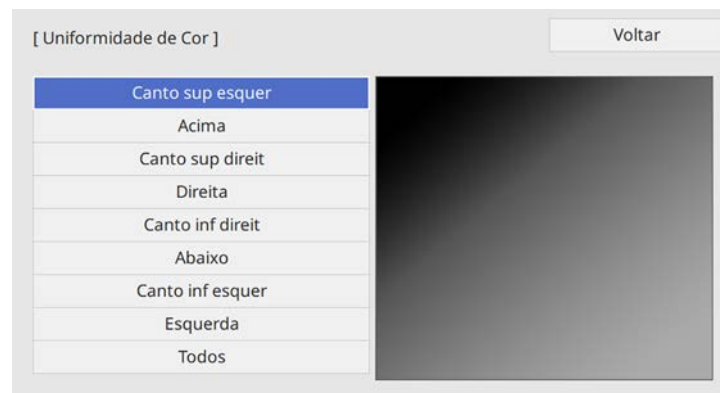 [ Uniformidade de Cor ]
Voltar
Canto sup esquer
Acima
Canto sup direit
Direita
Canto inf direit
Abaixo
Canto inf esquer
Esquerda
Todos